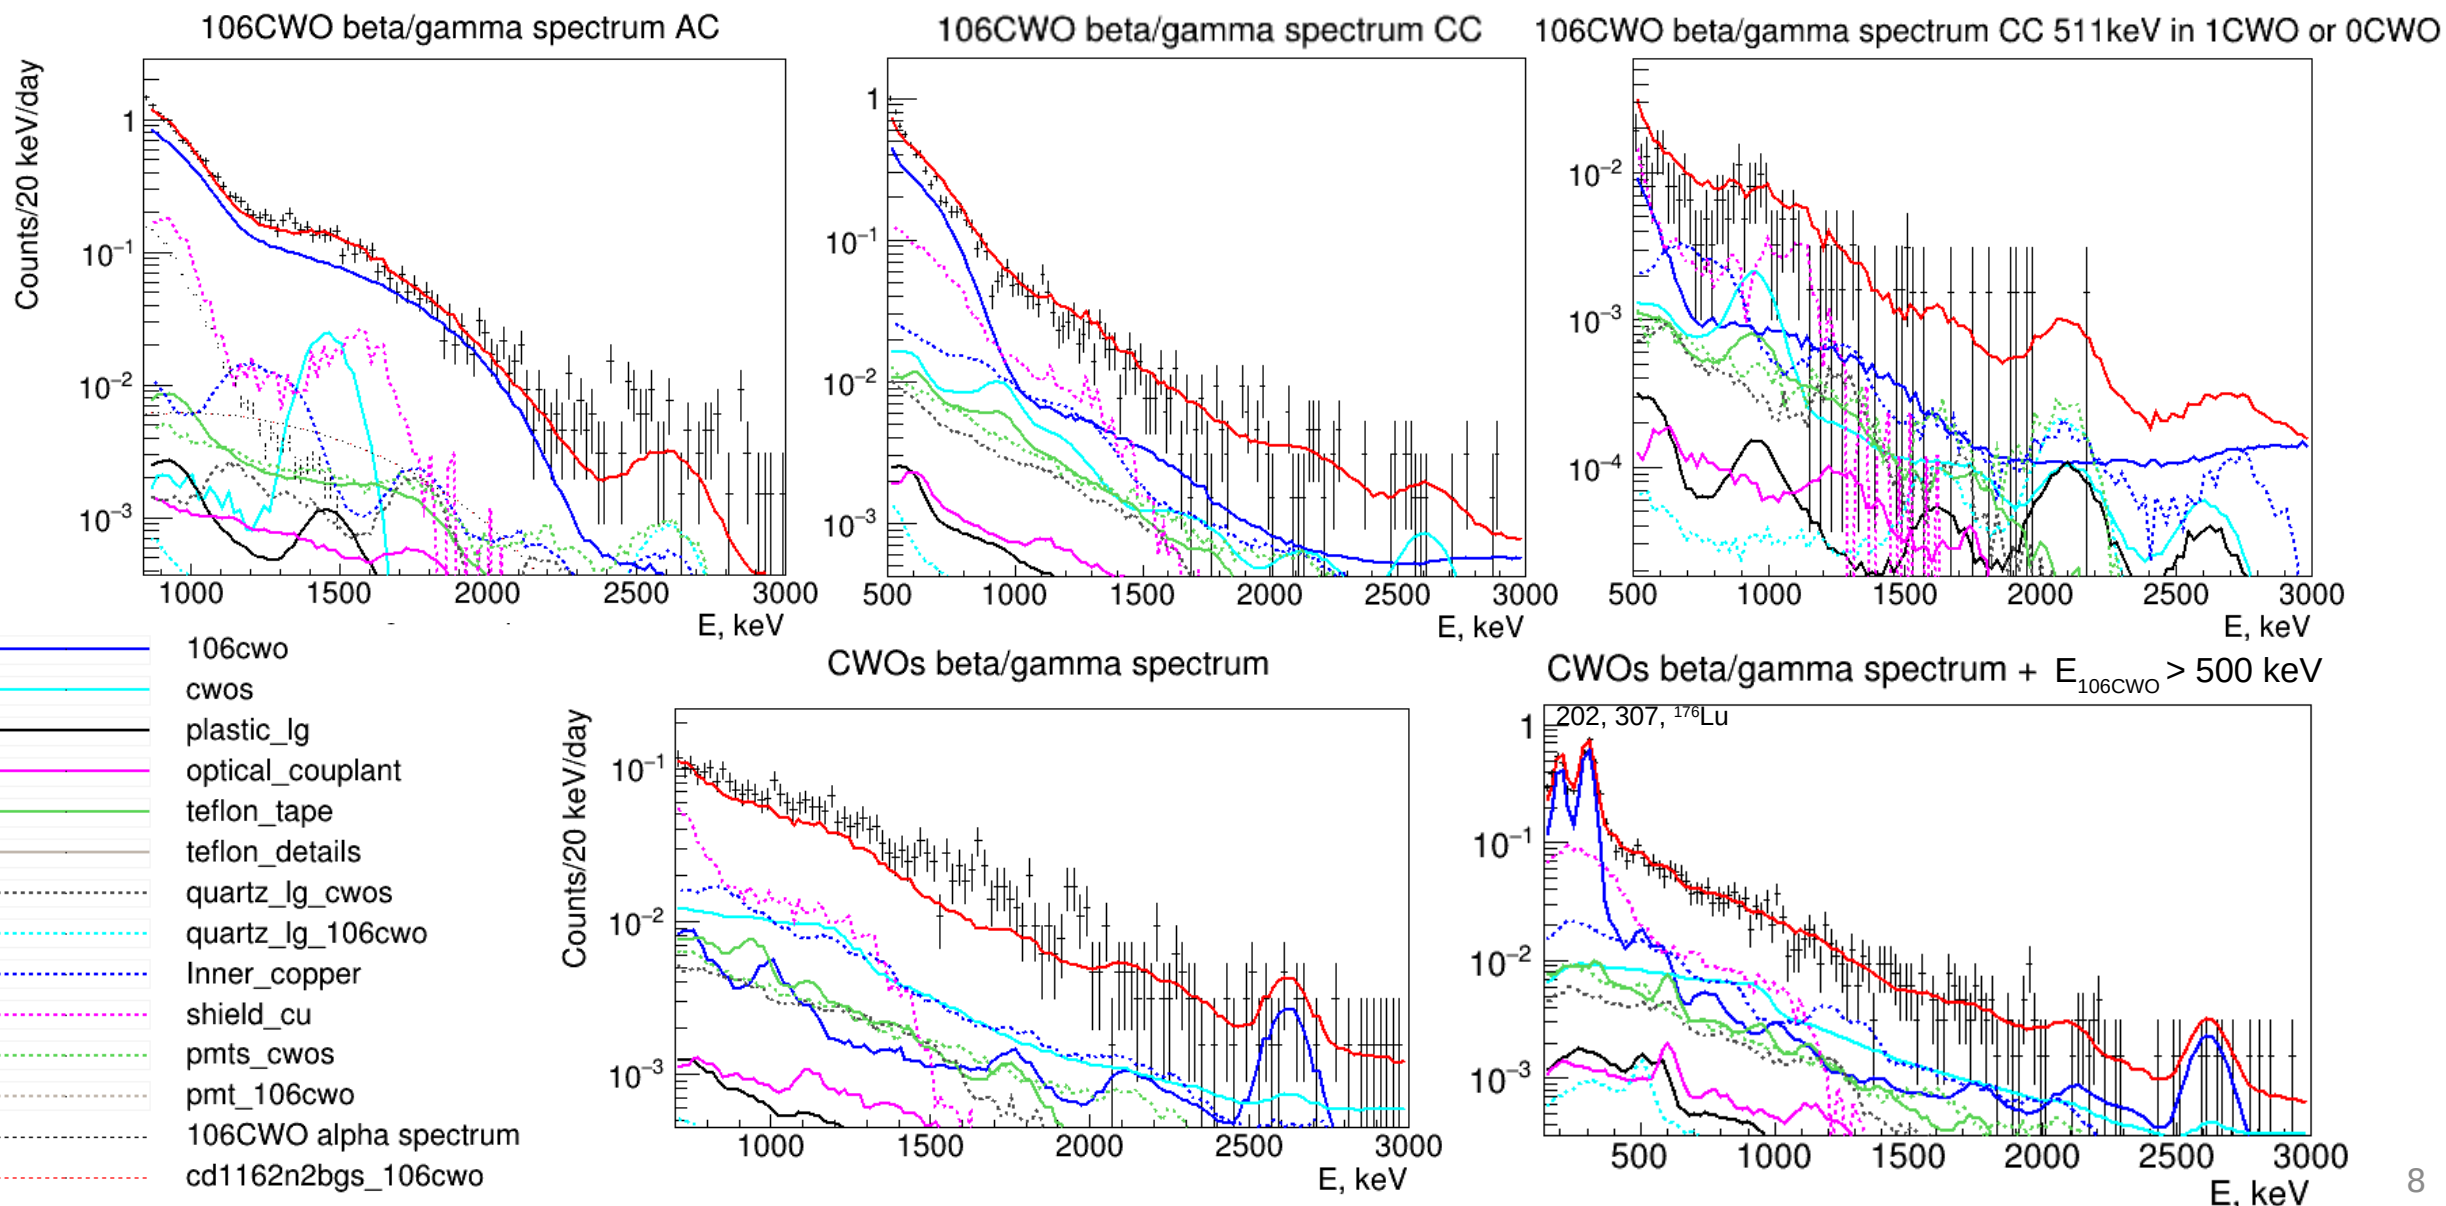 106CWO beta/gamma spectrum AC
106CWO beta/gamma spectrum CC
106CWO beta/gamma spectrum CC 511keV in 1CWO or 0CWO
Counts/20 keV/day
1
10−1
10−2
10−3
1000 1500 2000 2500 3000
E, keV
1
10−1
10−2
10−3
500 1000 1500 2000 2500 3000
E, keV
10−2
10−3
10−4
500 1000 1500 2000 2500 3000
E, keV
106cwo
cwos
plastic_lg
optical_couplant
teflon_tape
teflon_details
quartz_lg_cwos
quartz_lg_106cwo
Inner_copper
shield_cu
pmts_cwos
pmt_106cwo
106CWO alpha spectrum
cd1162n2bgs_106cwo
CWOs beta/gamma spectrum
Counts/20 keV/day
10−1
10−2
10−3
1000 1500 2000 2500 3000
E, keV
CWOs beta/gamma spectrum + E106CWO > 500 keV
202, 307, 176Lu
1
10−1
10−2
10−3
500 1000 1500 2000 2500 3000
E, keV
8